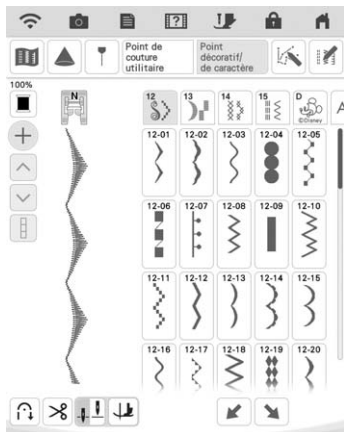 Point de
couture
utilitaire
Point
décoratif/
de caractère
100%
N
12
13
14
15
D
©Disney
A
12-01
12-02
12-03
12-04
12-05
12-06
12-07
12-08
12-09
12-10
12-11
12-12
12-13
12-14
12-15
12-16
12-17
12-18
12-19
12-20